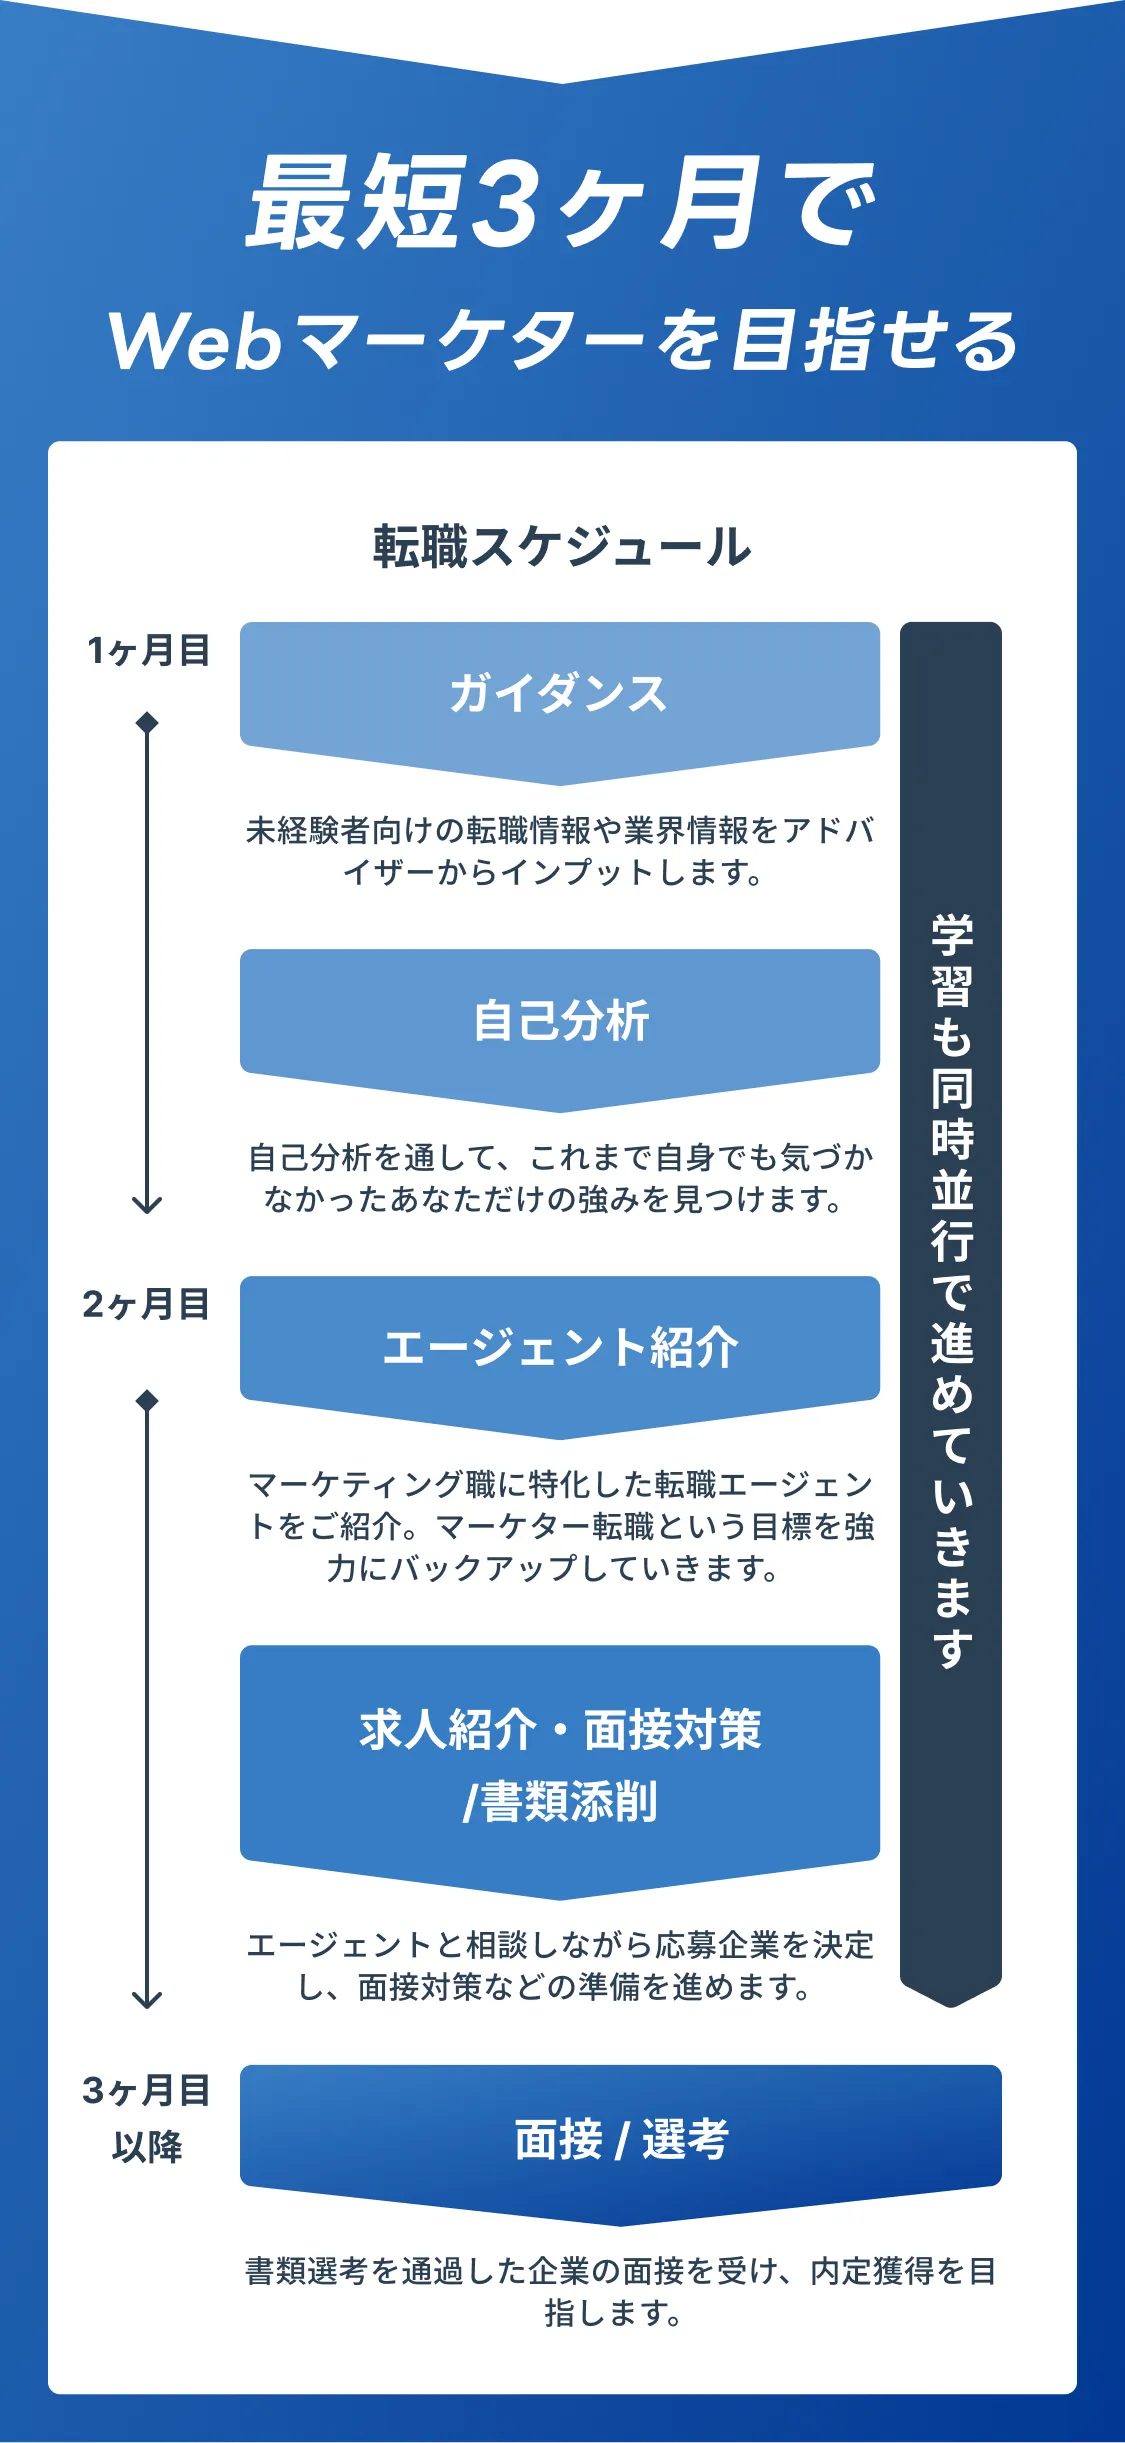 最短3ヶ月で
Webマーケターを目指せる
転職スケジュール
1ヶ月目
ガイダンス
未経験者向けの転職情報や業界情報をアドバ
イザーからインプットします。
自己分析
自己分析を通して、これまで自身でも気づか
なかったあなただけの強みを見つけます。
2ヶ月目
エージェント紹介
マーケティング職に特化した転職エージェン
トをご紹介。マーケター転職という目標を強
力にバックアップしていきます。
求人紹介・面接対策
/書類添削
エージェントと相談しながら応募企業を決定
し、面接対策などの準備を進めます。
学習も同時並行で進めていきます
3ヶ月目
以降
面接 / 選考
書類選考を通過した企業の面接を受け、内定獲得を目
指します。